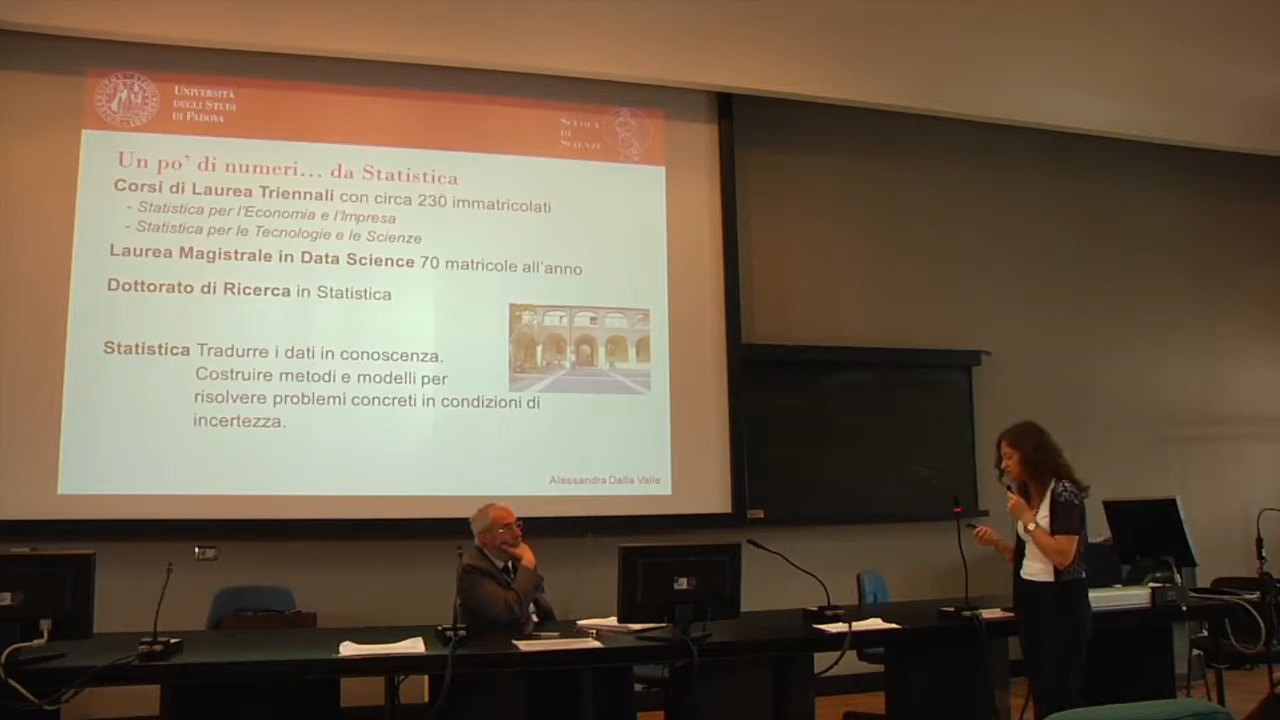 UNIVERSITÀ
DEGLI STUDI
DI PADOVA
SCUOLA
DI
SCIENZE
Un po' di numeri... da Statistica
Corsi di Laurea Triennali con circa 230 immatricolati
- Statistica per l'Economia e l'Impresa
- Statistica per le Tecnologie e le Scienze
Laurea Magistrale in Data Science 70 matricole all'anno
Dottorato di Ricerca in Statistica
Statistica Tradurre i dati in conoscenza.
Costruire metodi e modelli per
risolvere problemi concreti in condizioni di
incertezza.
Alessandra Dalla Valle